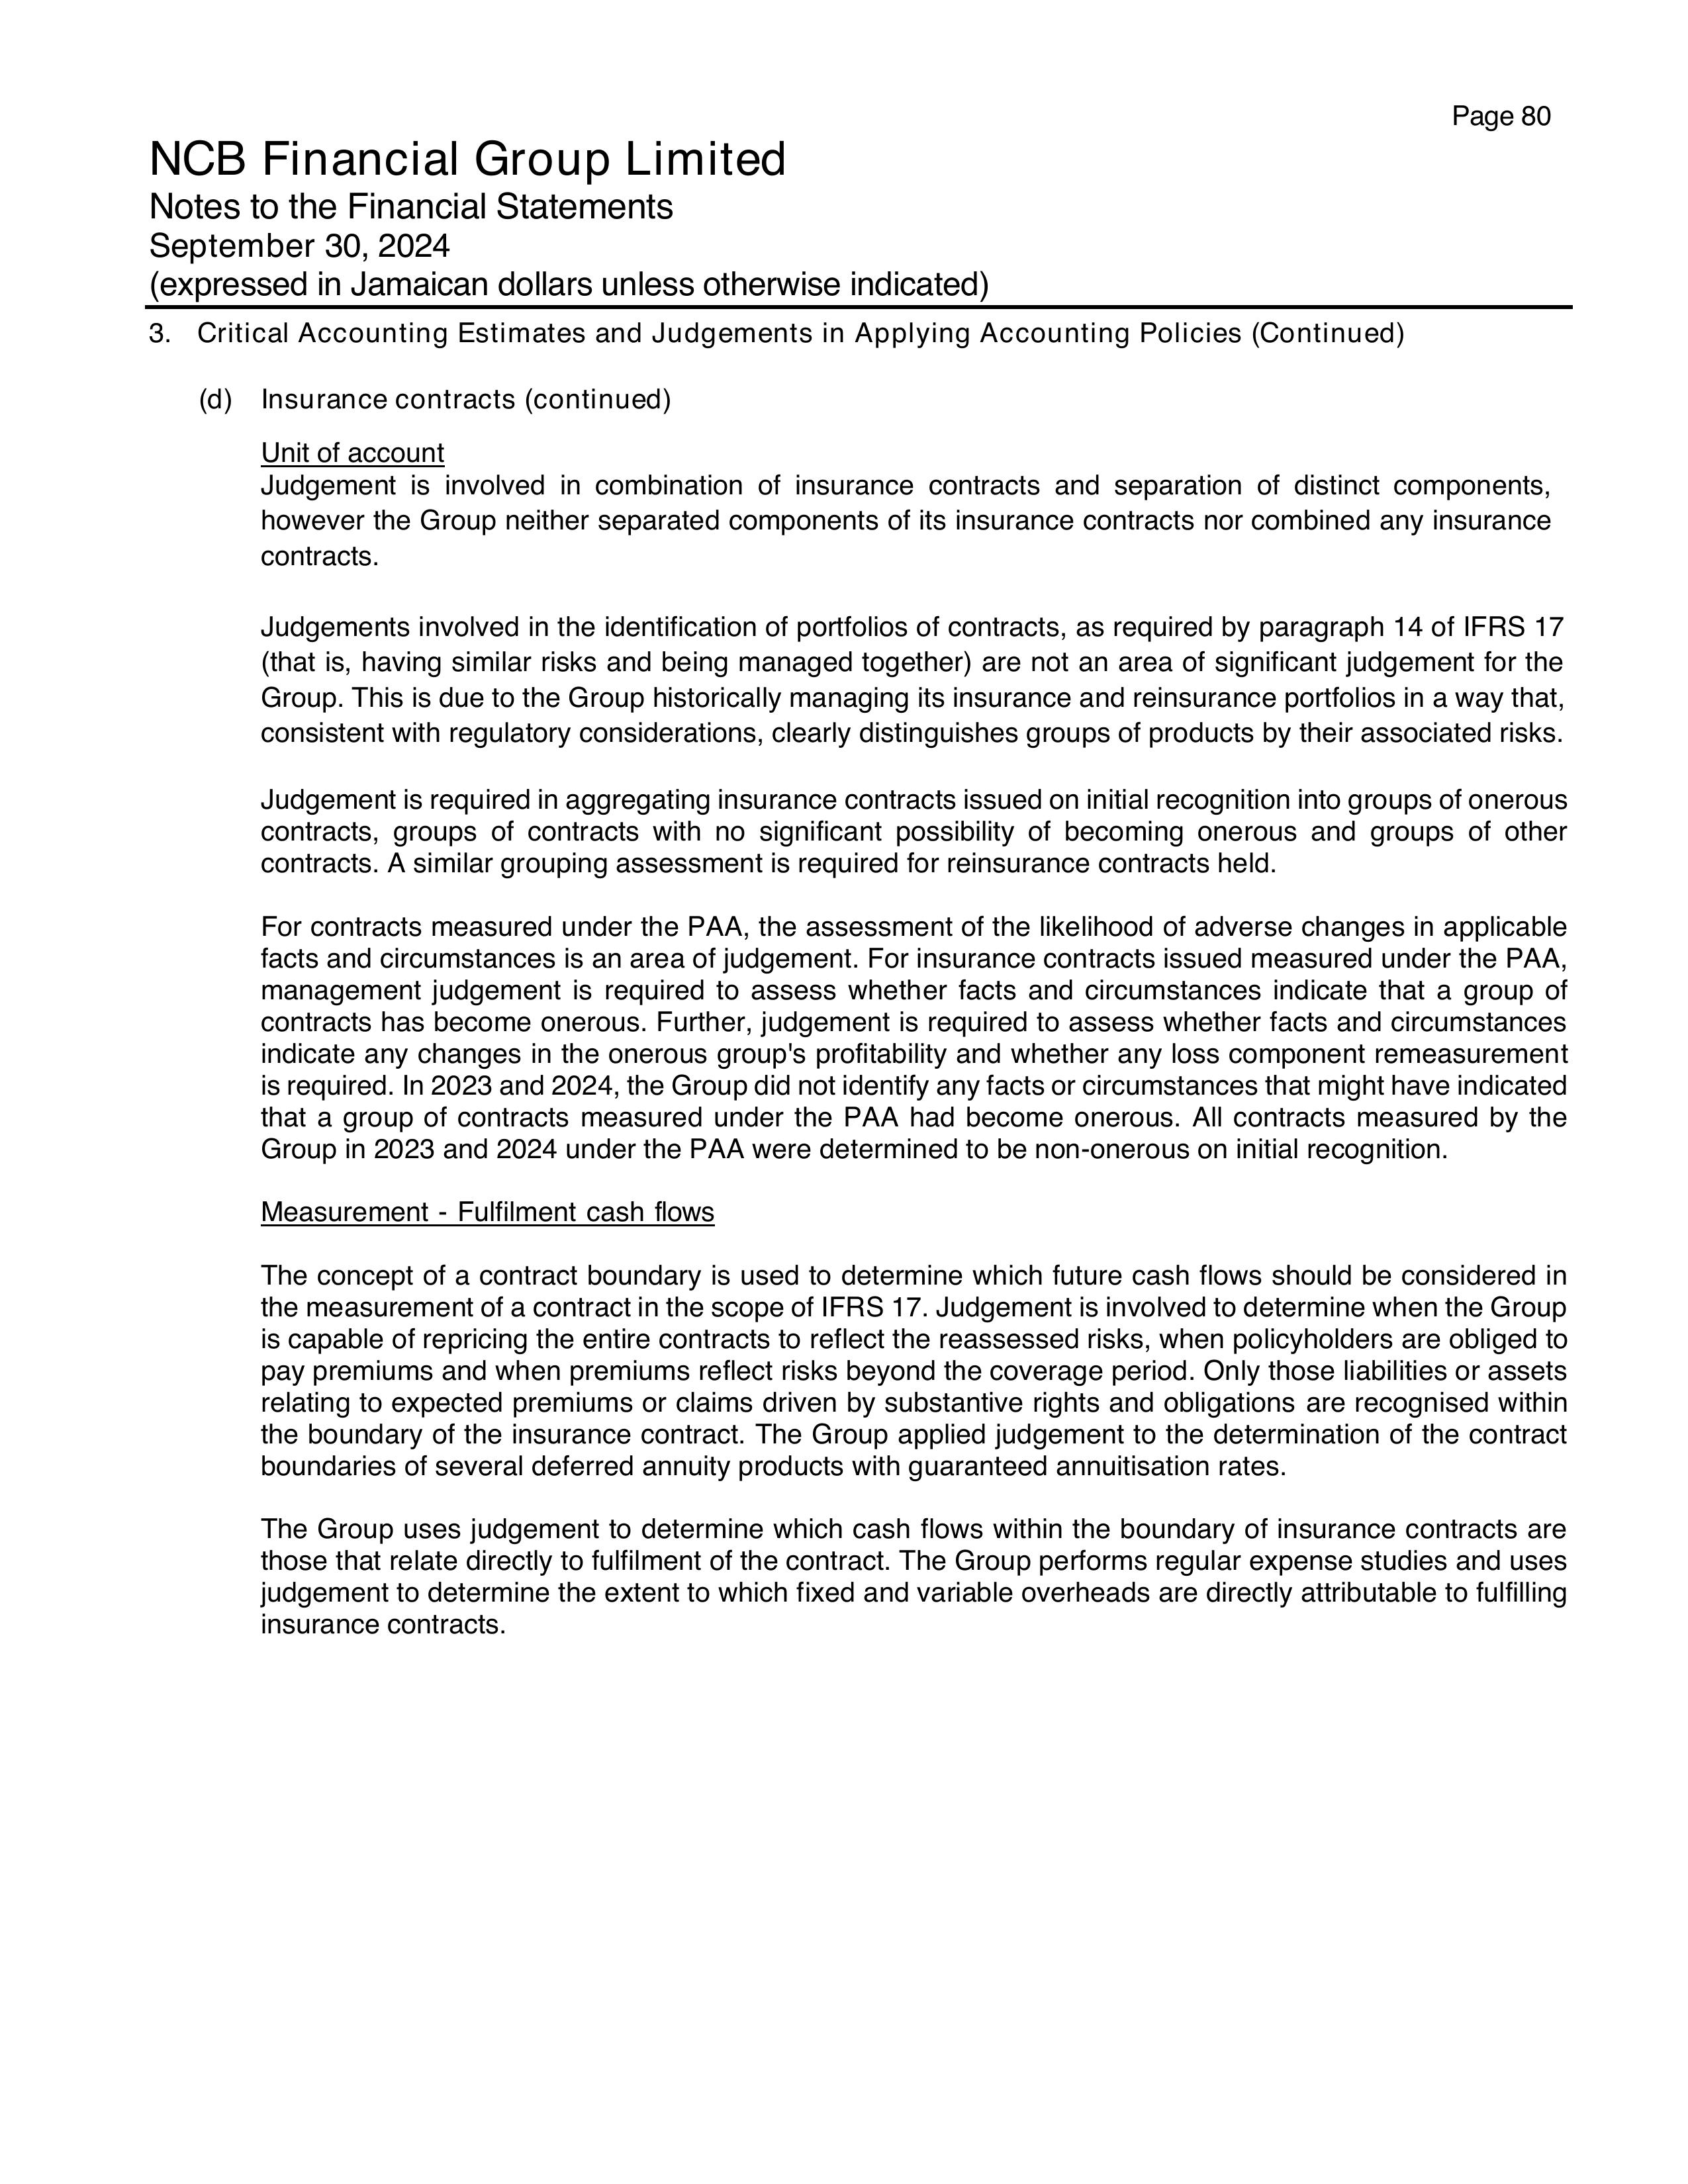 Page 80
NCB Financial Group Limited
Notes to the Financial Statements
September 30, 2024
(expressed in Jamaican dollars unless otherwise indicated)
3. Critical Accounting Estimates and Judgements in Applying Accounting Policies (Continued)
(d) Insurance contracts (continued)
Unit of account
Judgement is involved in combination of insurance contracts and separation of distinct components,
however the Group neither separated components of its insurance contracts nor combined any insurance
contracts.
Judgements involved in the identification of portfolios of contracts, as required by paragraph 14 of IFRS 17
(that is, having similar risks and being managed together) are not an area of significant judgement for the
Group. This is due to the Group historically managing its insurance and reinsurance portfolios in a way that,
consistent with regulatory considerations, clearly distinguishes groups of products by their associated risks.
Judgement is required in aggregating insurance contracts issued on initial recognition into groups of onerous
contracts, groups of contracts with no significant possibility of becoming onerous and groups of other
contracts. A similar grouping assessment is required for reinsurance contracts held.
For contracts measured under the PAA, the assessment of the likelihood of adverse changes in applicable
facts and circumstances is an area of judgement. For insurance contracts issued measured under the PAA,
management judgement is required to assess whether facts and circumstances indicate that a group of
contracts has become onerous. Further, judgement is required to assess whether facts and circumstances
indicate any changes in the onerous group's profitability and whether any loss component remeasurement
is required. In 2023 and 2024, the Group did not identify any facts or circumstances that might have indicated
that a group of contracts measured under the PAA had become onerous. All contracts measured by the
Group in 2023 and 2024 under the PAA were determined to be non-onerous on initial recognition.
Measurement - Fulfilment cash flows
The concept of a contract boundary is used to determine which future cash flows should be considered in
the measurement of a contract in the scope of IFRS 17. Judgement is involved to determine when the Group
is capable of repricing the entire contracts to reflect the reassessed risks, when policyholders are obliged to
pay premiums and when premiums reflect risks beyond the coverage period. Only those liabilities or assets
relating to expected premiums or claims driven by substantive rights and obligations are recognised within
the boundary of the insurance contract. The Group applied judgement to the determination of the contract
boundaries of several deferred annuity products with guaranteed annuitisation rates.
The Group uses judgement to determine which cash flows within the boundary of insurance contracts are
those that relate directly to fulfilment of the contract. The Group performs regular expense studies and uses
judgement to determine the extent to which fixed and variable overheads are directly attributable to fulfilling
insurance contracts.